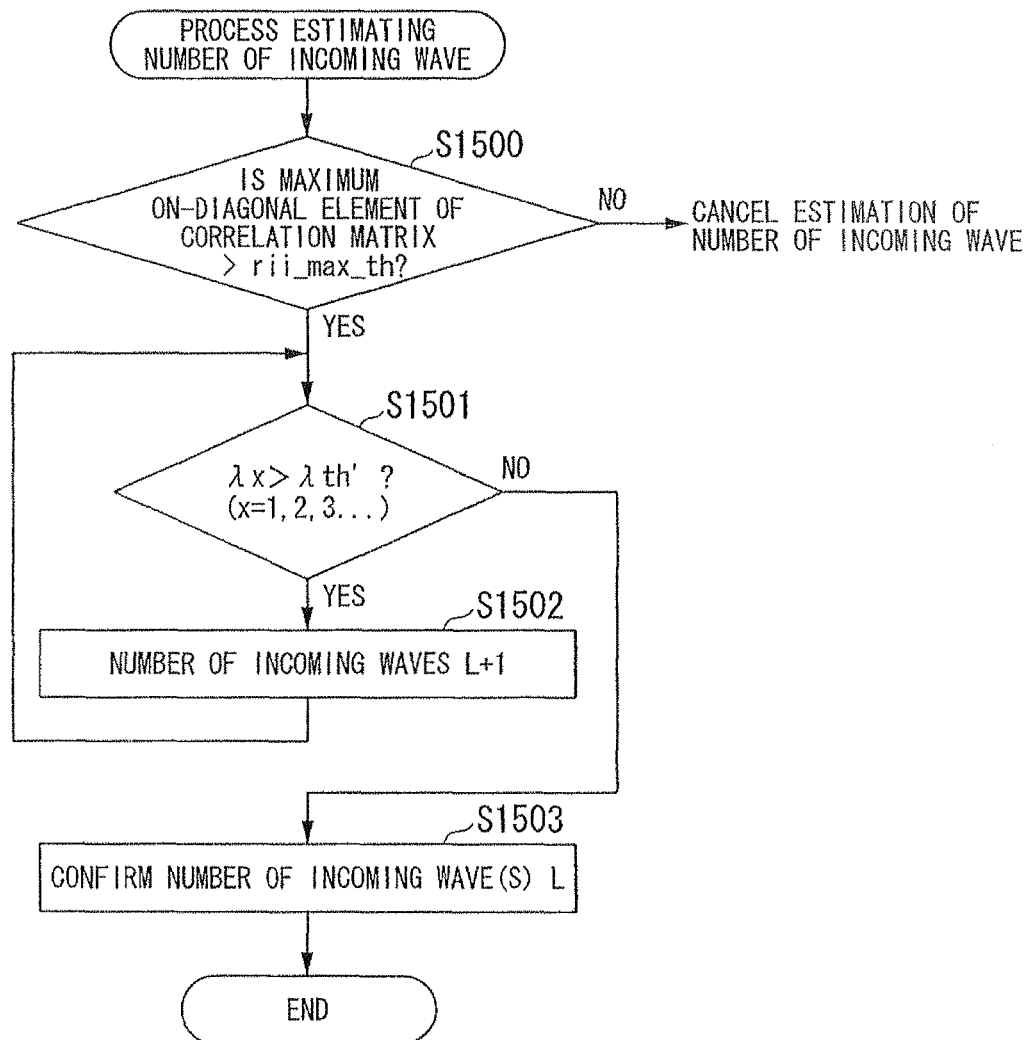 PROCESS ESTIMATING
NUMBER OF INCOMING WAVE
S1500
IS MAXIMUM
ON-DIAGONAL ELEMENT OF
CORRELATION MATRIX
> rii_max_th?
NO
CANCEL ESTIMATION OF
NUMBER OF INCOMING WAVE
YES
S1501
λx>λth' ?
(x=1,2,3...)
NO
YES
S1502
NUMBER OF INCOMING WAVES L+1
S1503
CONFIRM NUMBER OF INCOMING WAVE(S) L
END